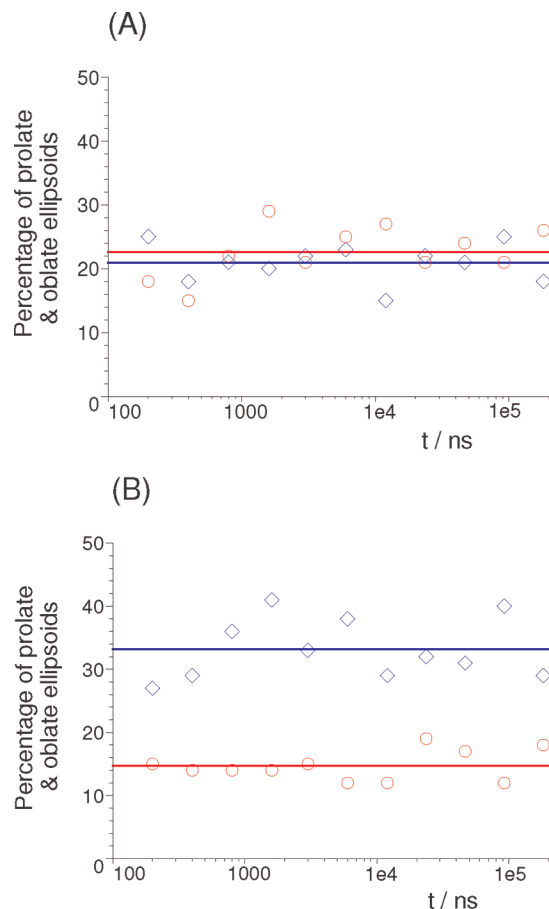 (A)
50
40
30
20
10
0
Percentage of prolate
& oblate ellipsoids
100 1000 1e4 1e5
t / ns
(B)
50
40
30
20
10
0
Percentage of prolate
& oblate ellipsoids
100 1000 1e4 1e5
t / ns